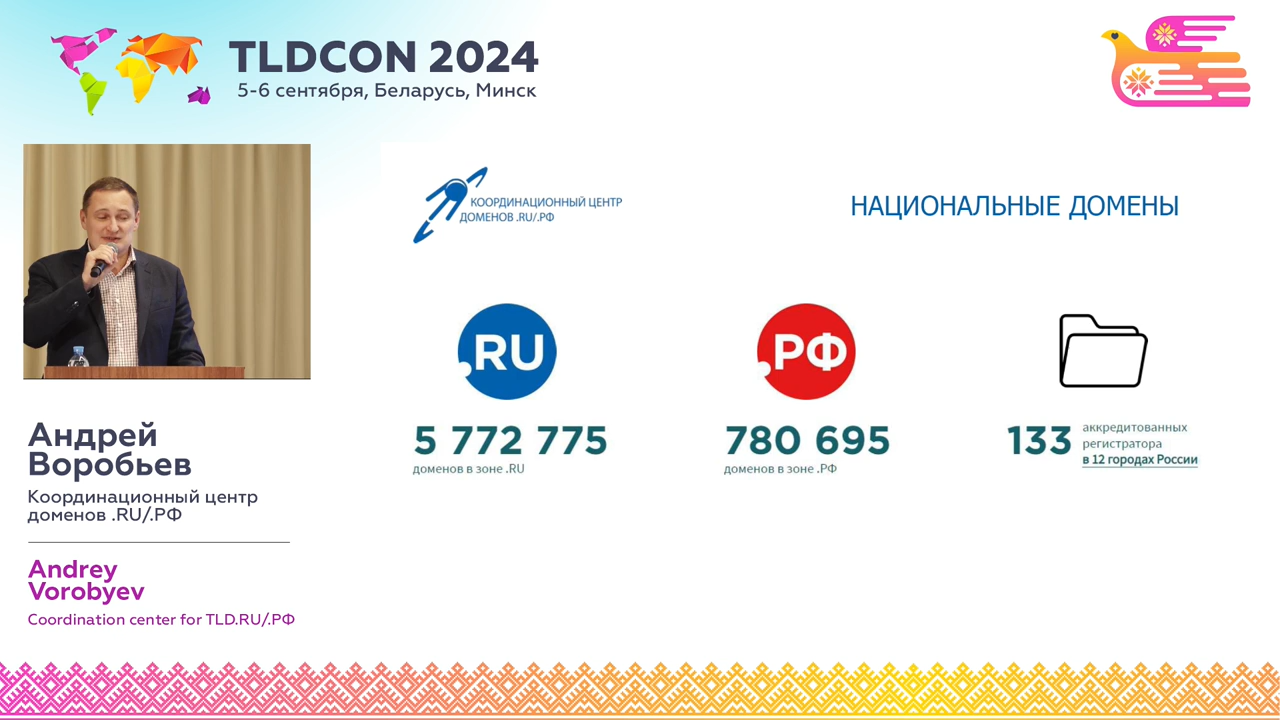 TLDCON 2024
5-6 сентября, Беларусь, Минск
КООРДИНАЦИОННЫЙ ЦЕНТР
ДОМЕНОВ .RU/.РФ
НАЦИОНАЛЬНЫЕ ДОМЕНЫ
.RU
.РФ
5 772 775
доменов в зоне .RU
780 695
доменов в зоне .РФ
133
аккредитованных
регистратора
в 12 городах России
Андрей
Воробьев
Координационный центр
доменов .RU/.РФ
Andrey
Vorobyev
Coordination center for TLD.RU/.РФ